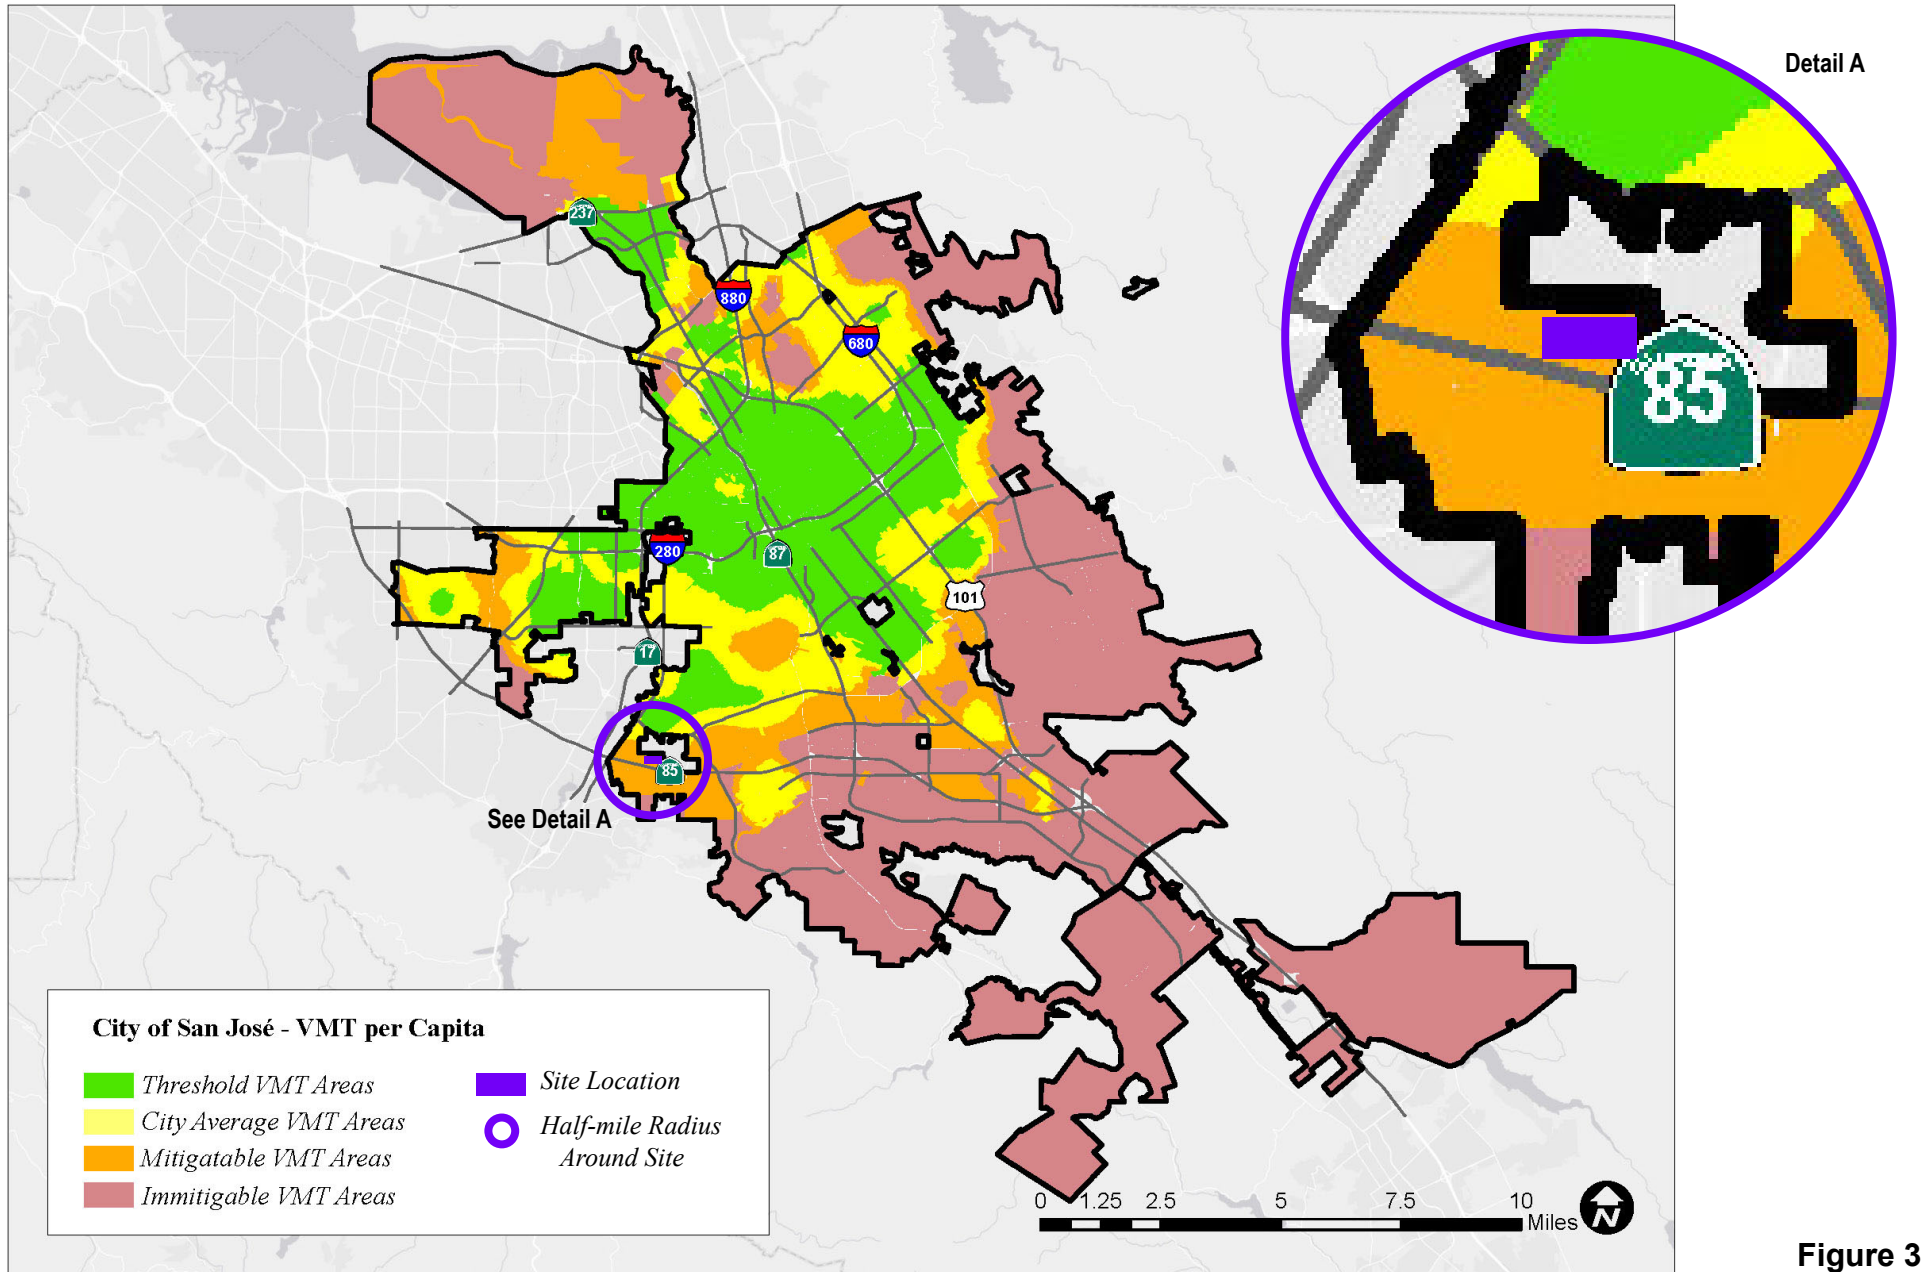 Detail A
85
237
880
680
280
87
101
17
85
See Detail A
City of San José - VMT per Capita
Threshold VMT Areas
City Average VMT Areas
Mitigatable VMT Areas
Immitigable VMT Areas
Site Location
Half-mile Radius
Around Site
0 1.25 2.5 5 7.5 10
Miles
N
Figure 3